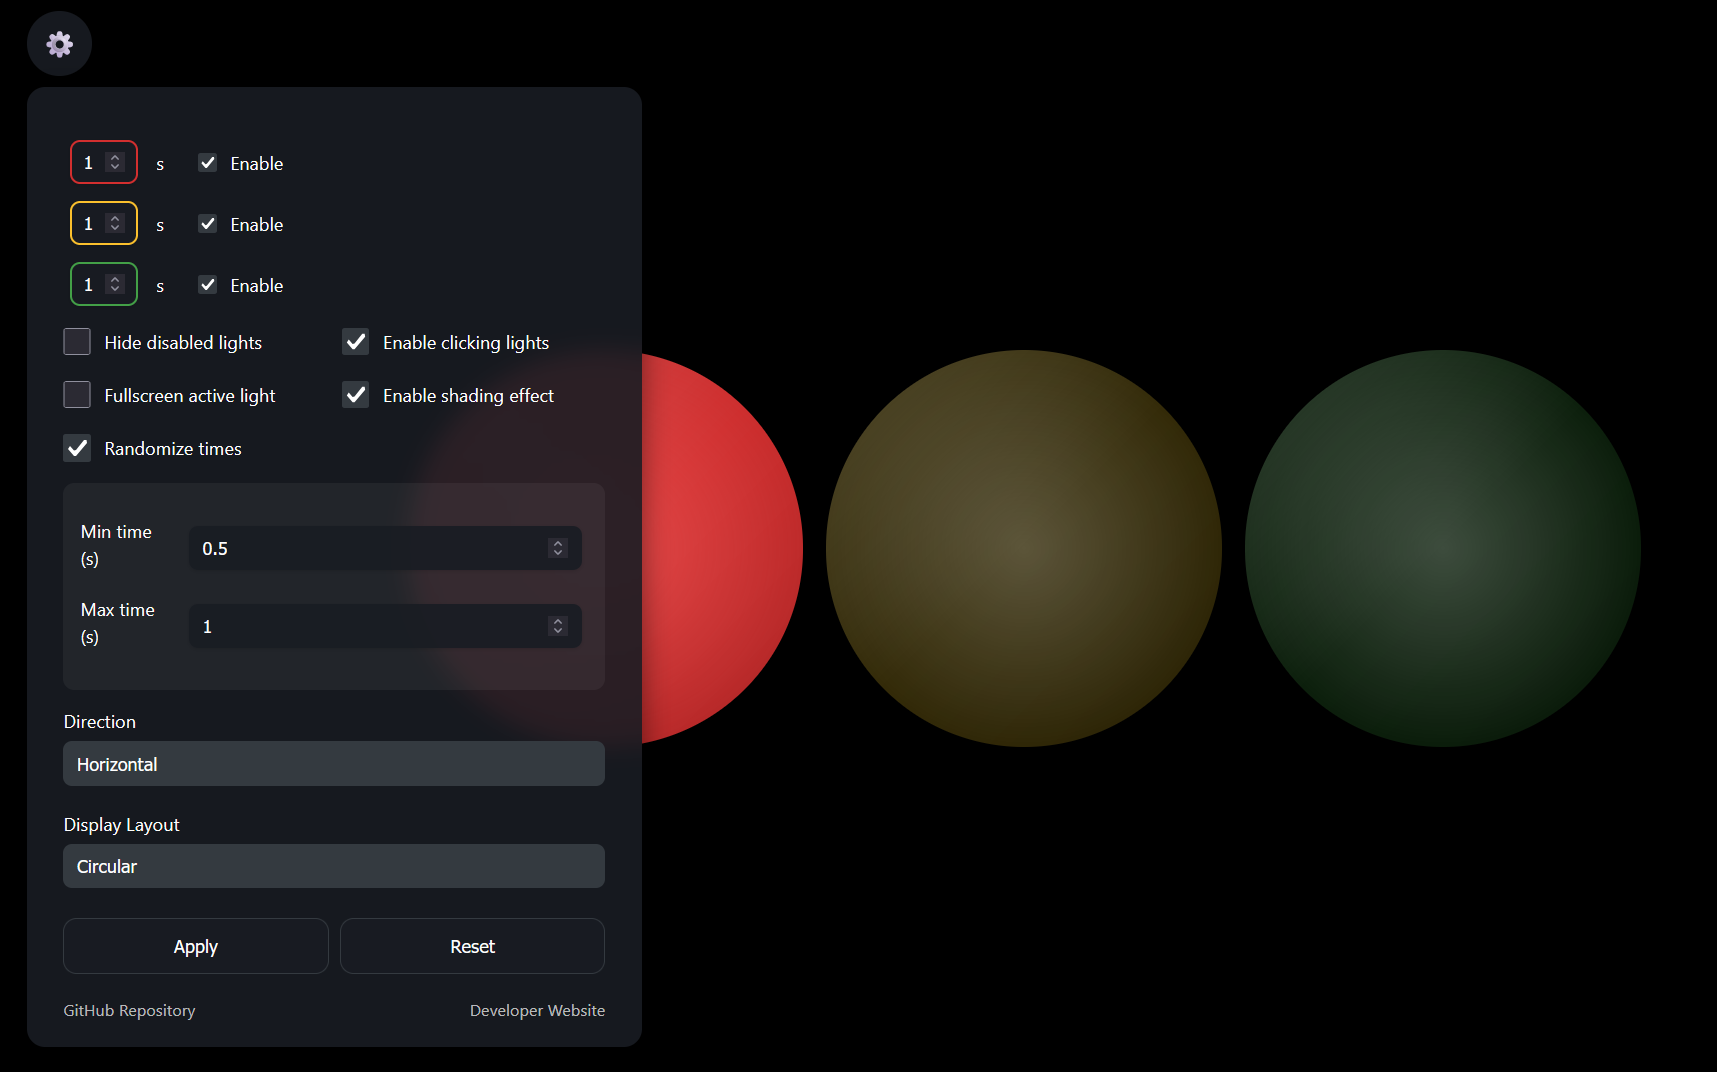 1 s Enable
1 s Enable
1 s Enable
Hide disabled lights Enable clicking lights
Fullscreen active light Enable shading effect
Randomize times
Min time
(s)
0.5
Max time
(s)
1
Direction
Horizontal
Display Layout
Circular
Apply Reset
GitHub Repository Developer Website